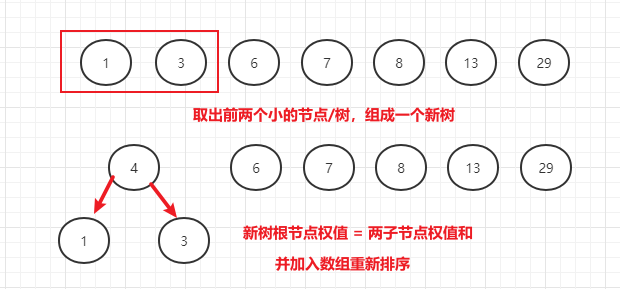 1 3 6 7 8 13 29
取出前两个小的节点/树，组成一个新树
4 6 7 8 13 29
1 3
新树根节点权值 = 两子节点权值和
并加入数组重新排序